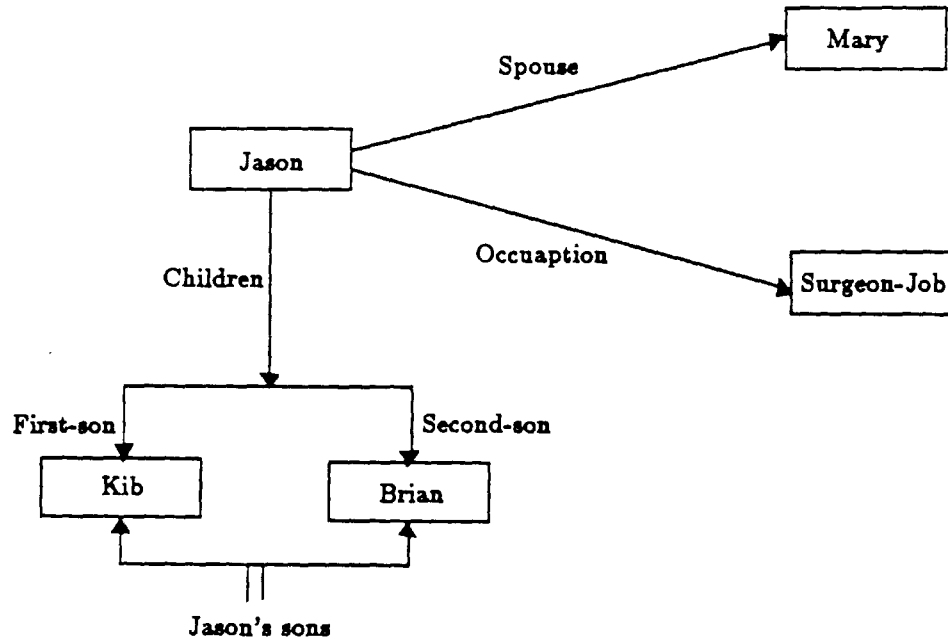 Mary
Spouse
Jason
Occuaption
Children
Surgeon-Job
First-son
Second-son
Kib
Brian
Jason's sons